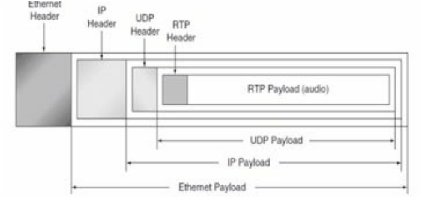 Ethernet
Header
IP
Header
UDP
Header
RTP
Header
RTP Payload (audio)
UDP Payload
IP Payload
Ethernet Payload